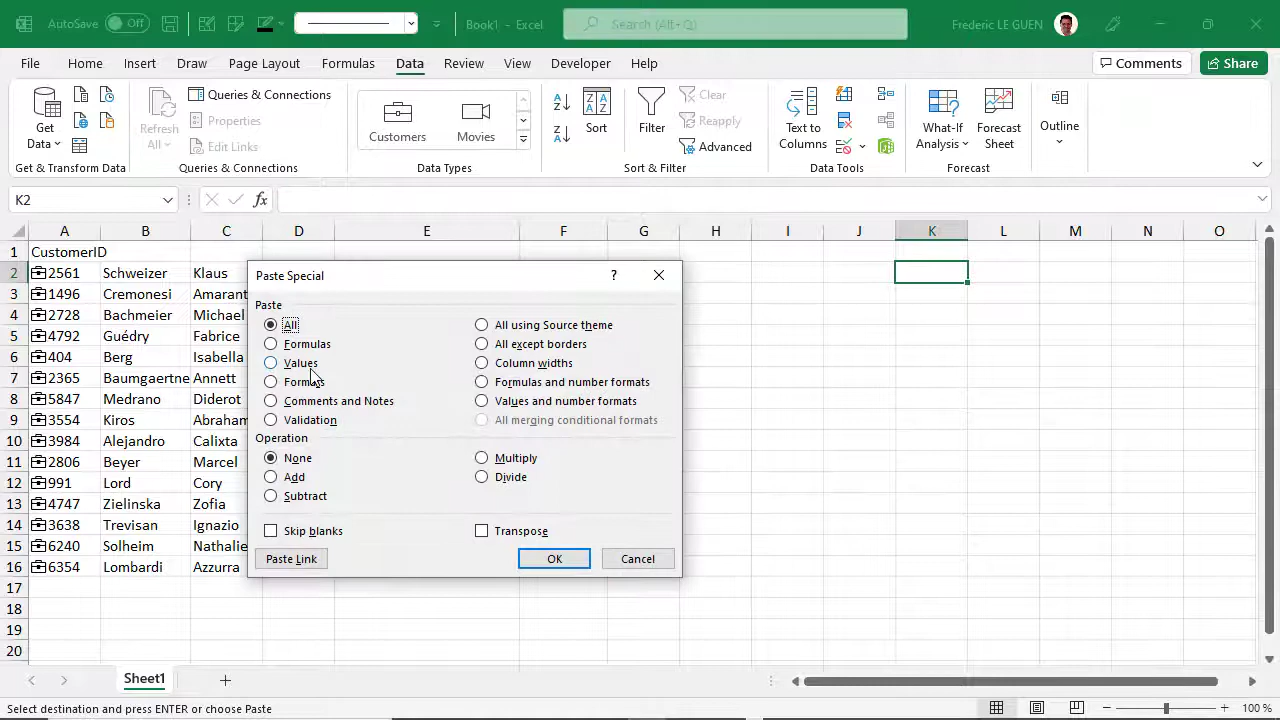 AutoSave Off Book1 - Excel Search (Alt+Q) Frederic LE GUEN
File Home Insert Draw Page Layout Formulas Data Review View Developer Help Comments Share
Get Data
Refresh All
Queries & Connections
Properties
Edit Links
Customers Movies
Sort
Filter
Clear
Reapply
Advanced
Text to Columns
What-If Analysis
Forecast Sheet
Outline
Get & Transform Data Queries & Connections Data Types Sort & Filter Data Tools Forecast
K2 fx
A B C D E F G H I J K L M N O
1 CustomerID
2 2561 Schweizer Klaus
3 1496 Cremonesi Amarant
4 2728 Bachmeier Michael
5 4792 Guédry Fabrice
6 404 Berg Isabella
7 2365 Baumgaertne Annett
8 5847 Medrano Diderot
9 3554 Kiros Abraham
10 3984 Alejandro Calixta
11 2806 Beyer Marcel
12 991 Lord Cory
13 4747 Zielinska Zofia
14 3638 Trevisan Ignazio
15 6240 Solheim Nathalie
16 6354 Lombardi Azzurra
17
18
19
20
Paste Special ?
Paste
All All using Source theme
Formulas All except borders
Values Column widths
Formats Formulas and number formats
Comments and Notes Values and number formats
Validation All merging conditional formats
Operation
None Multiply
Add Divide
Subtract
Skip blanks Transpose
Paste Link OK Cancel
Sheet1
Select destination and press ENTER or choose Paste 100 %